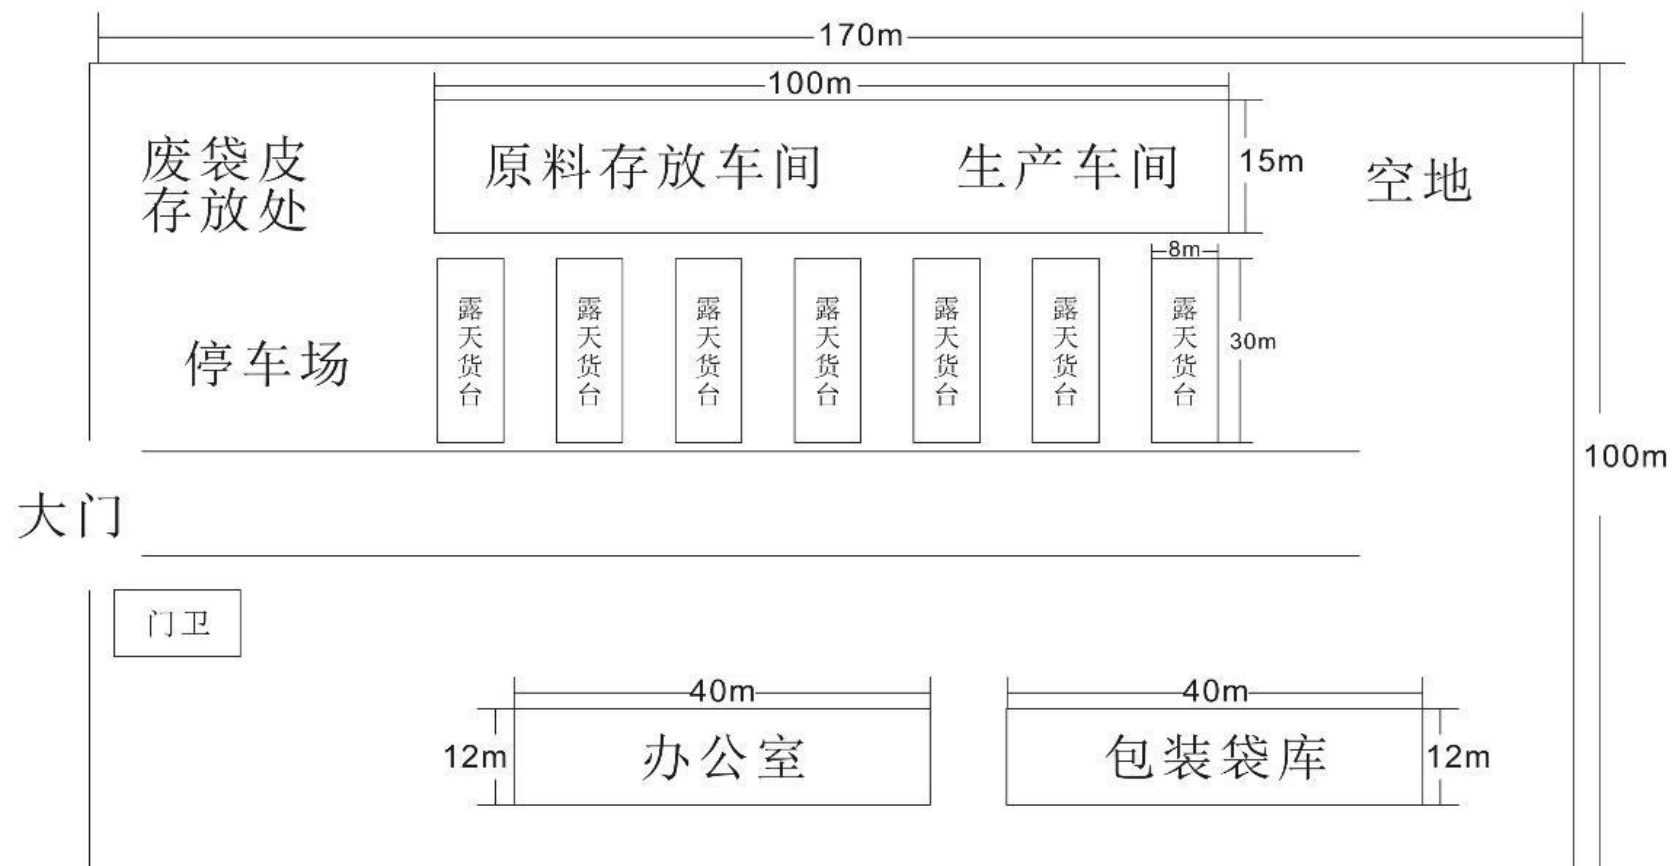 170m
100m
废袋皮
存放处
原料存放车间
生产车间
15m
空地
8m
停车场
露天货台
露天货台
露天货台
露天货台
露天货台
露天货台
露天货台
30m
100m
大门
门卫
40m
40m
12m
办公室
包装袋库
12m